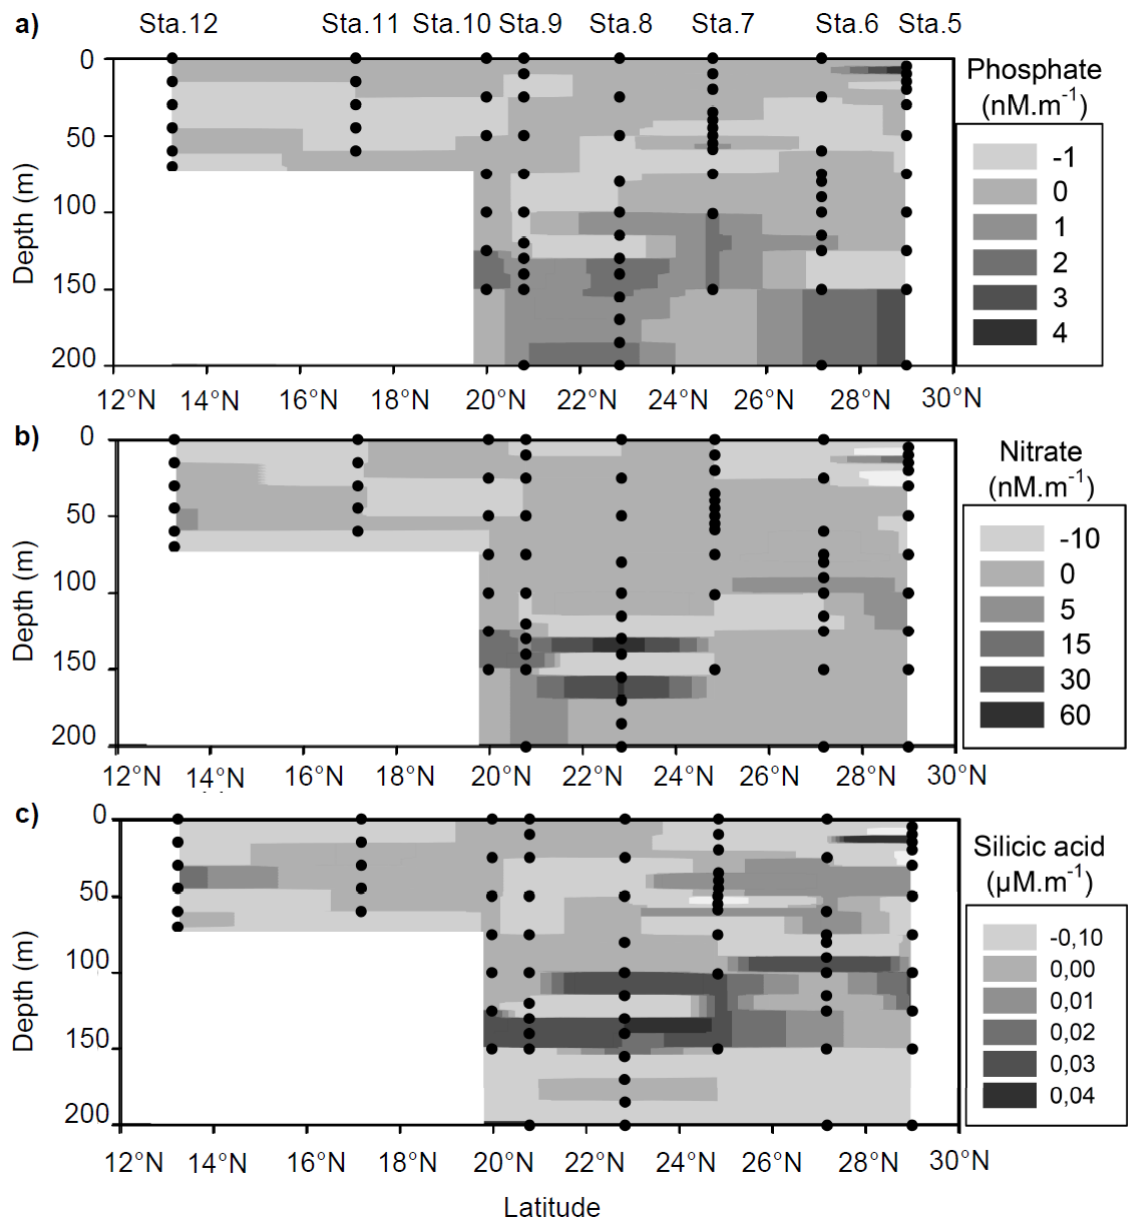 a)
Sta.12 Sta.11 Sta.10 Sta.9 Sta.8 Sta.7 Sta.6 Sta.5
Phosphate
(nM.m⁻¹)
-1
0
1
2
3
4
Depth (m)
0
50
100
150
200
12°N 14°N 16°N 18°N 20°N 22°N 24°N 26°N 28°N 30°N
b)
Nitrate
(nM.m⁻¹)
-10
0
5
15
30
60
Depth (m)
0
50
100
150
200
12°N 14°N 16°N 18°N 20°N 22°N 24°N 26°N 28°N 30°N
c)
Silicic acid
(µM.m⁻¹)
-0,10
0,00
0,01
0,02
0,03
0,04
Depth (m)
0
50
100
150
200
12°N 14°N 16°N 18°N 20°N 22°N 24°N 26°N 28°N 30°N
Latitude